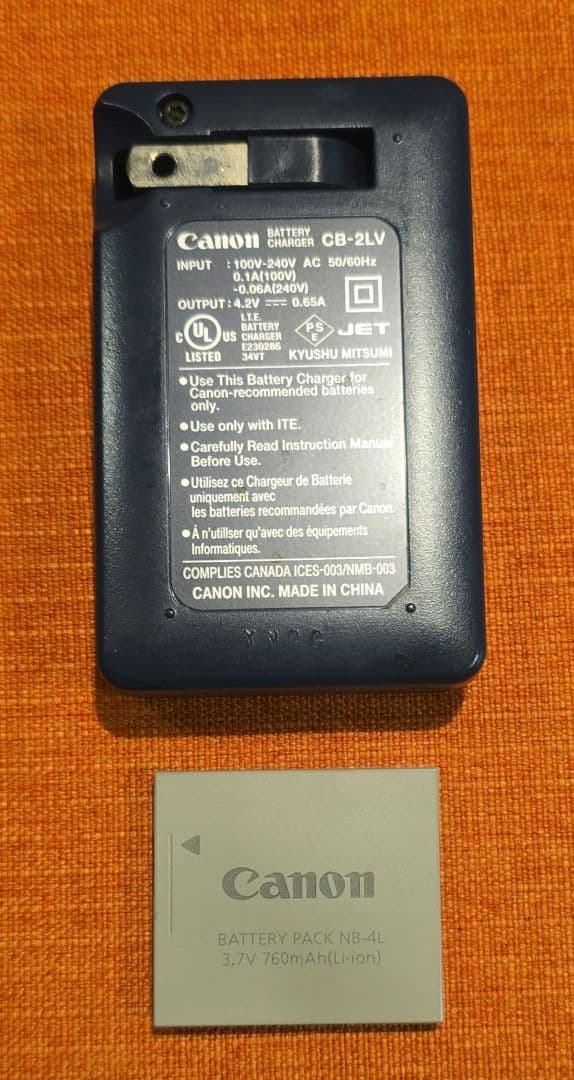 Canon BATTERY CHARGER CB-2LV
INPUT : 100V-240V AC 50/60Hz
0.1A(100V)
-0.06A(240V)
OUTPUT : 4.2V ⎓ 0.65A
C UL US LISTED
I.T.E.
BATTERY
CHARGER
E230286
34VT
PS
E
JET
KYUSHU MITSUMI
●Use This Battery Charger for
Canon-recommended batteries
only.
●Use only with ITE.
●Carefully Read Instruction Manual
Before Use.
●Utilisez ce Chargeur de Batterie
uniquement avec
les batteries recommandées par Canon.
●À n'utiliser qu'avec des équipements
Informatiques.
COMPLIES CANADA ICES-003/NMB-003
CANON INC. MADE IN CHINA
Canon
BATTERY PACK NB-4L
3.7V 760mAh(Li-ion)